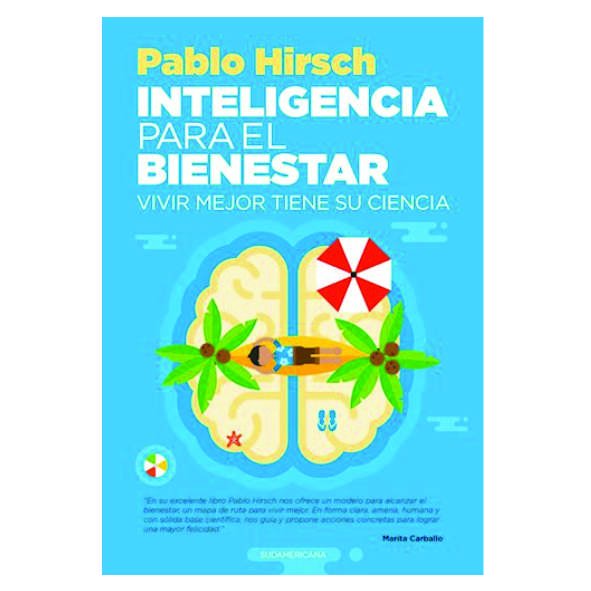 Pablo Hirsch
INTELIGENCIA
PARA EL
BIENESTAR
VIVIR MEJOR TIENE SU CIENCIA
"En su excelente libro Pablo Hirsch nos ofrece un modelo para alcanzar el
bienestar, un mapa de ruta para vivir mejor. En forma clara, amena, humana y
con sólida base científica, nos guía y propone acciones concretas para lograr
una mayor felicidad."
Marita Carballo
SUDAMERICANA